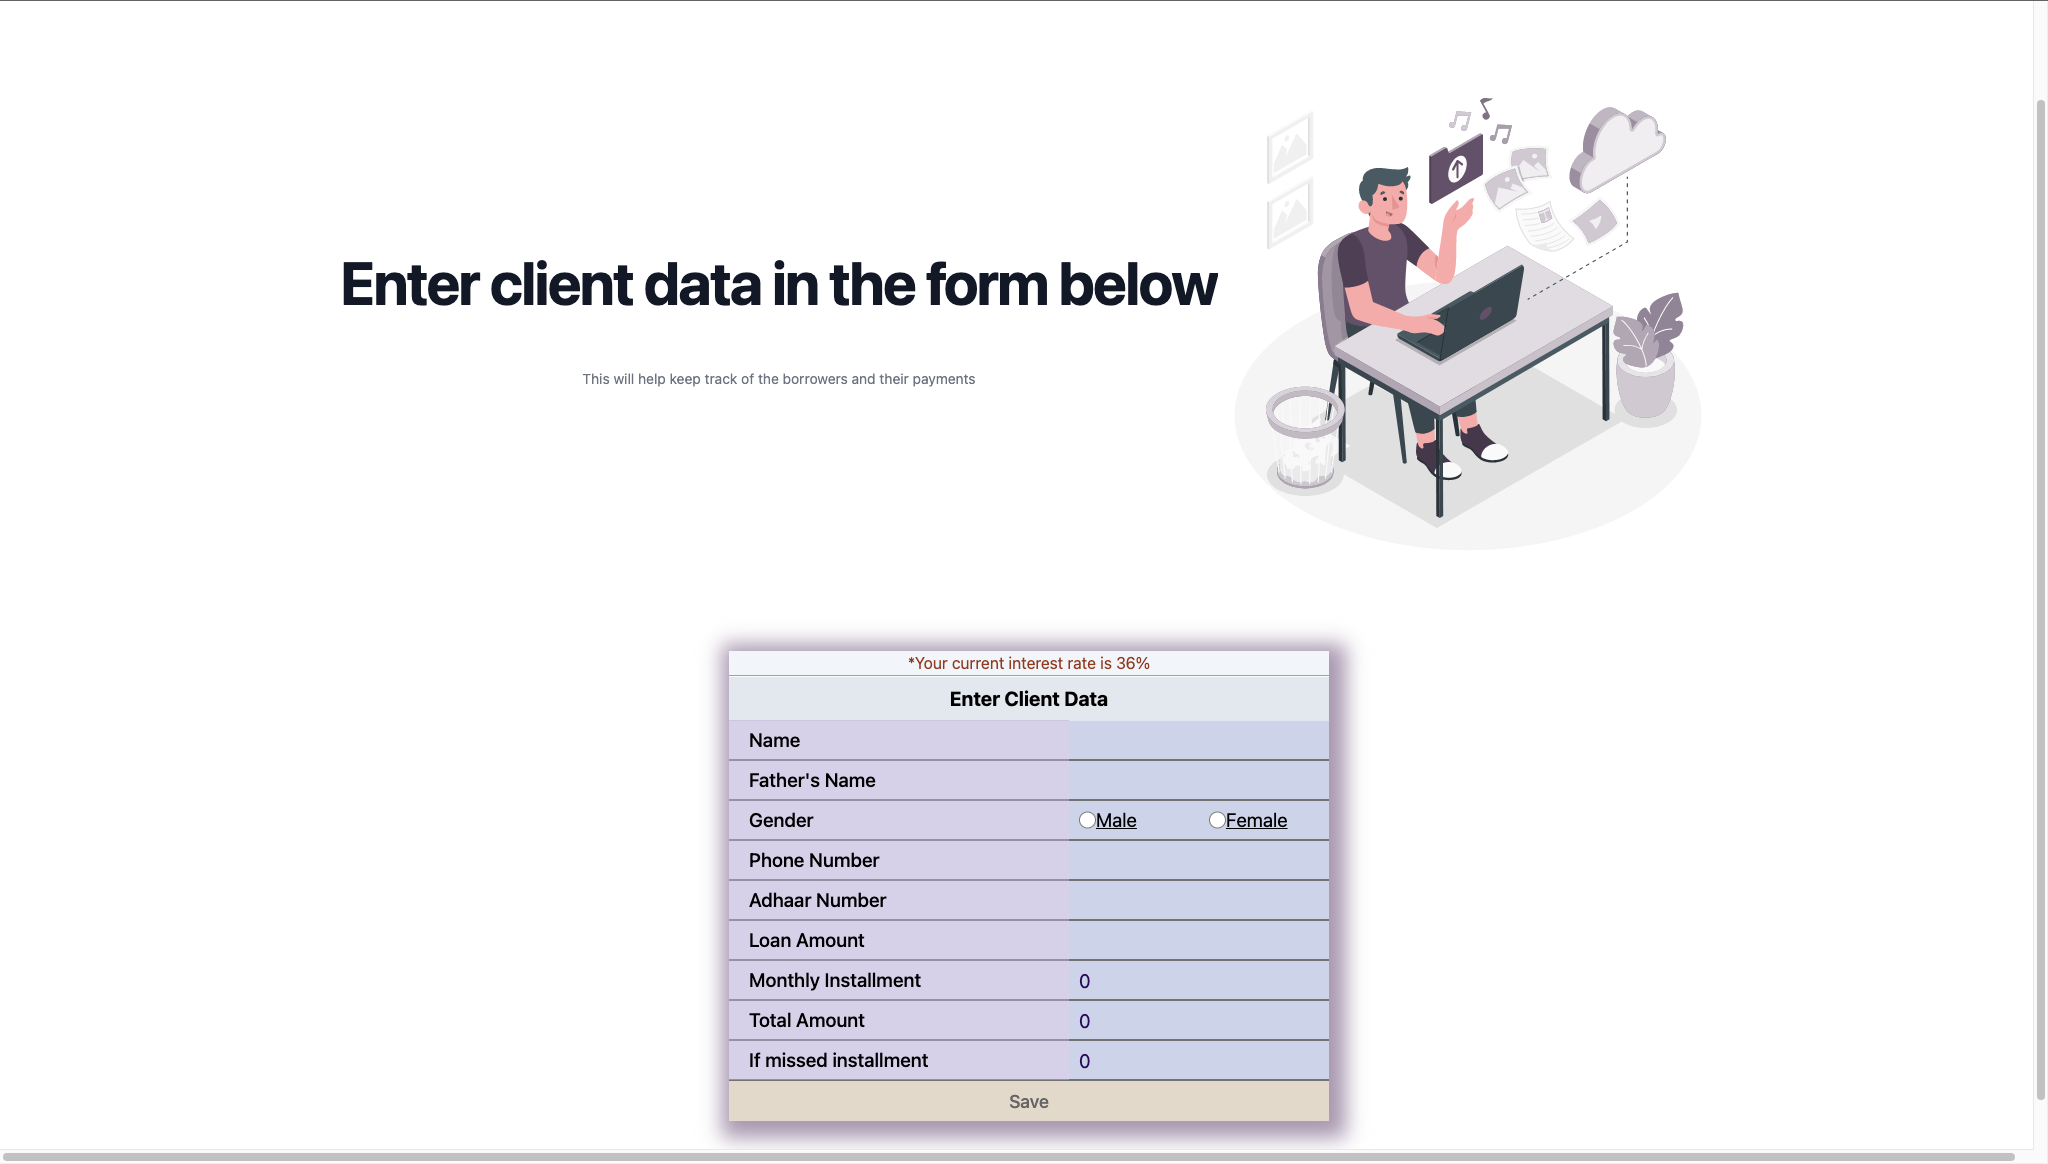 Enter client data in the form below
This will help keep track of the borrowers and their payments
*Your current interest rate is 36%
Enter Client Data
Name
Father's Name
Gender Male Female
Phone Number
Adhaar Number
Loan Amount
Monthly Installment 0
Total Amount 0
If missed installment 0
Save